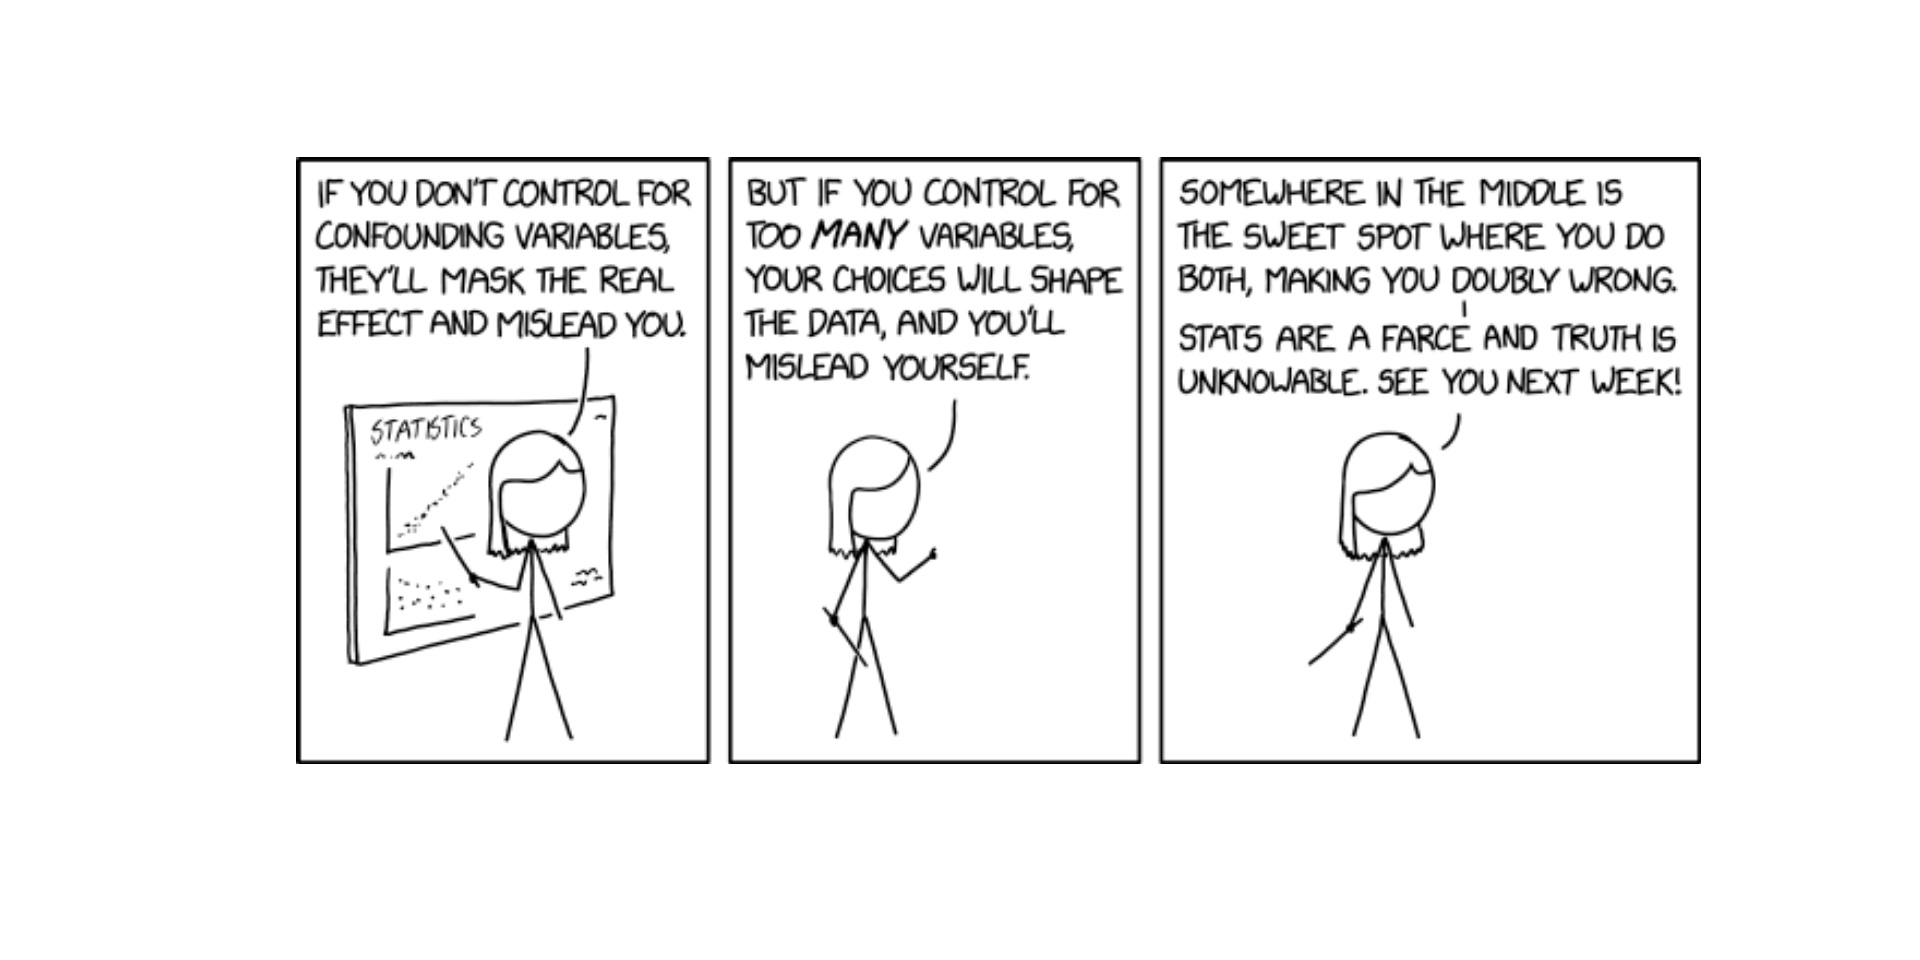 IF YOU DON'T CONTROL FOR
CONFOUNDING VARIABLES,
THEY'LL MASK THE REAL
EFFECT AND MISLEAD YOU.
STATISTICS
BUT IF YOU CONTROL FOR
TOO MANY VARIABLES,
YOUR CHOICES WILL SHAPE
THE DATA, AND YOU'LL
MISLEAD YOURSELF.
SOMEWHERE IN THE MIDDLE IS
THE SWEET SPOT WHERE YOU DO
BOTH, MAKING YOU DOUBLY WRONG.
STATS ARE A FARCE AND TRUTH IS
UNKNOWABLE. SEE YOU NEXT WEEK!